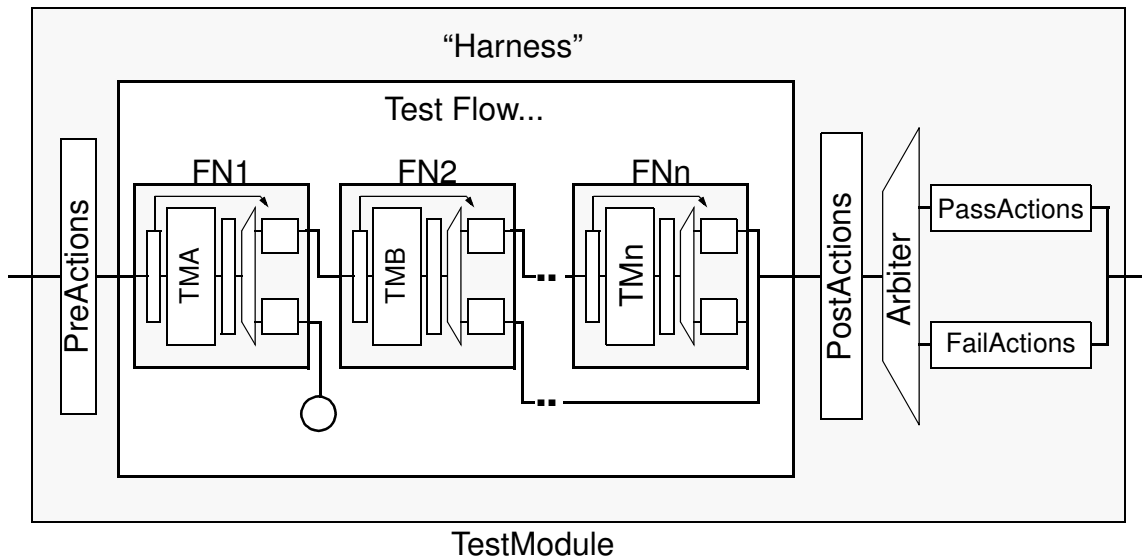 “Harness”
Test Flow...
FN1
FN2
FNn
PreActions
TMA
TMB
TMn
PostActions
Arbiter
PassActions
FailActions
TestModule